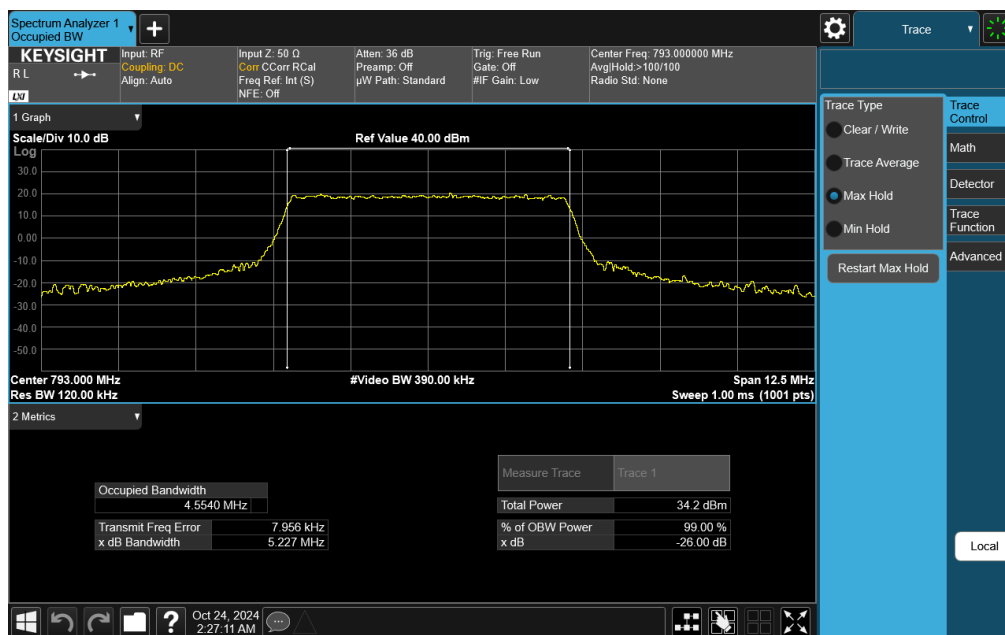 Spectrum Analyzer 1
Occupied BW
+
Trace
KEYSIGHT
R L
LXI
Input: RF
Coupling: DC
Align: Auto
Input Z: 50 Ω
Corr CCorr RCal
Freq Ref: Int (S)
NFE: Off
Atten: 36 dB
Preamp: Off
µW Path: Standard
Trig: Free Run
Gate: Off
#IF Gain: Low
Center Freq: 793.000000 MHz
Avg|Hold:>100/100
Radio Std: None
1 Graph
Scale/Div 10.0 dB
Ref Value 40.00 dBm
Log
30.0
20.0
10.0
0.00
-10.0
-20.0
-30.0
-40.0
-50.0
Center 793.000 MHz
#Video BW 390.00 kHz
Span 12.5 MHz
Res BW 120.00 kHz
Sweep 1.00 ms (1001 pts)
2 Metrics
Measure Trace Trace 1
Occupied Bandwidth
4.5540 MHz
Total Power 34.2 dBm
Transmit Freq Error 7.956 kHz
% of OBW Power 99.00 %
x dB Bandwidth 5.227 MHz
x dB -26.00 dB
Trace Type
Clear / Write
Trace Average
Max Hold
Min Hold
Restart Max Hold
Trace
Control
Math
Detector
Trace
Function
Advanced
Local
?
Oct 24, 2024
2:27:11 AM